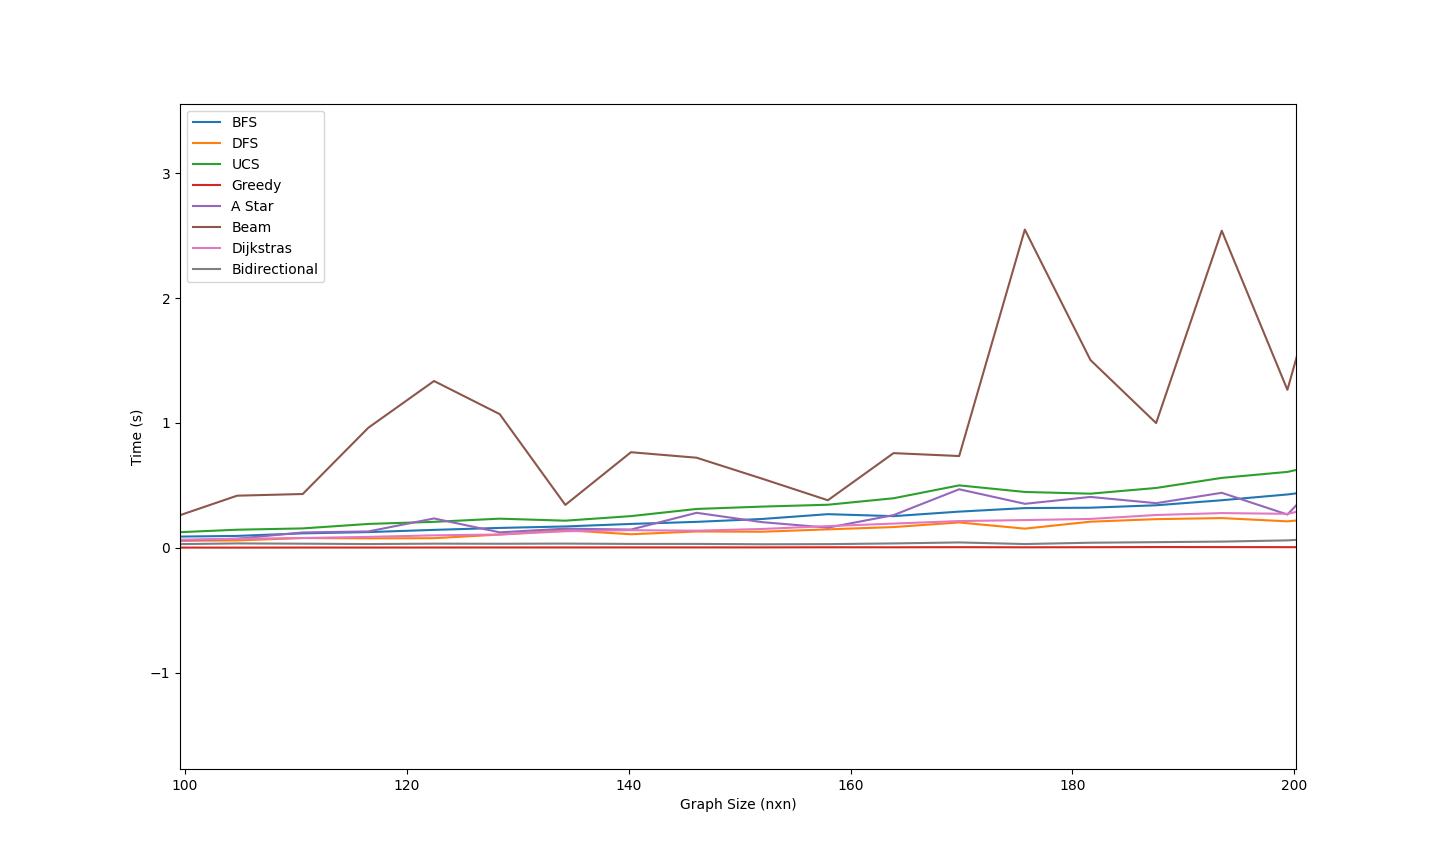 BFS
DFS
UCS
Greedy
A Star
Beam
Dijkstras
Bidirectional
3
2
1
0
−1
Time (s)
100 120 140 160 180 200
Graph Size (nxn)